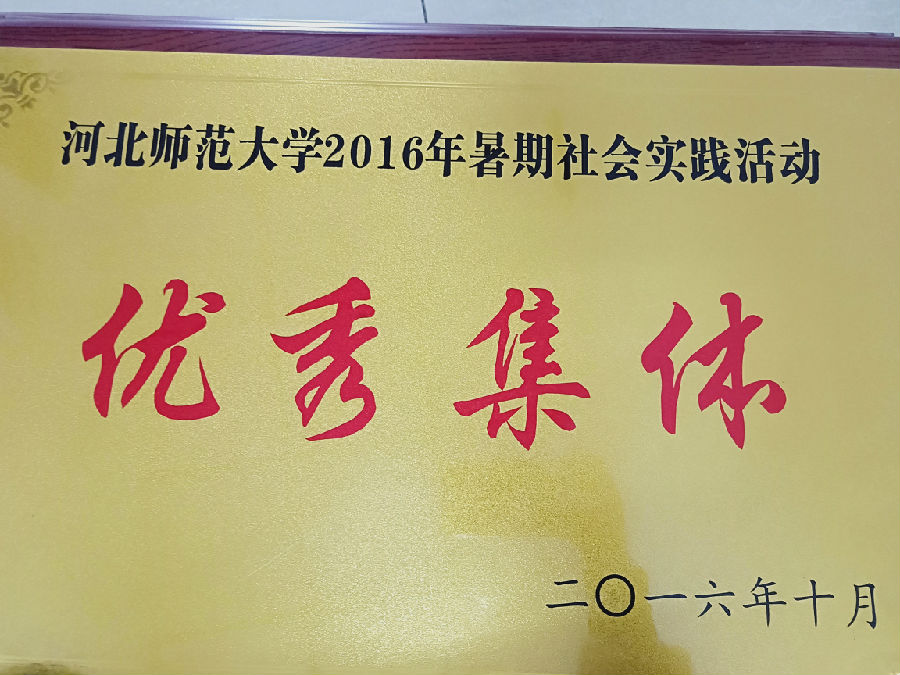 河北师范大学2016年暑期社会实践活动
优秀集体
二〇一六年十月